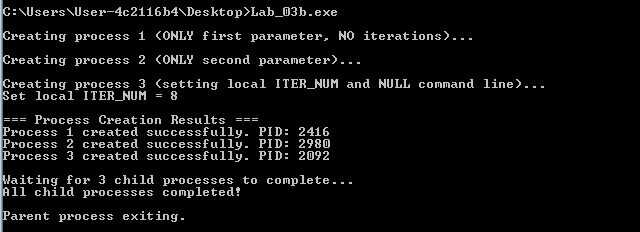 C:\Users\User-4c2116b4\Desktop>Lab_03b.exe
Creating process 1 (ONLY first parameter, NO iterations)...
Creating process 2 (ONLY second parameter)...
Creating process 3 (setting local ITER_NUM and NULL command line)...
Set local ITER_NUM = 8
=== Process Creation Results ===
Process 1 created successfully. PID: 2416
Process 2 created successfully. PID: 2980
Process 3 created successfully. PID: 2092
Waiting for 3 child processes to complete...
All child processes completed!
Parent process exiting.